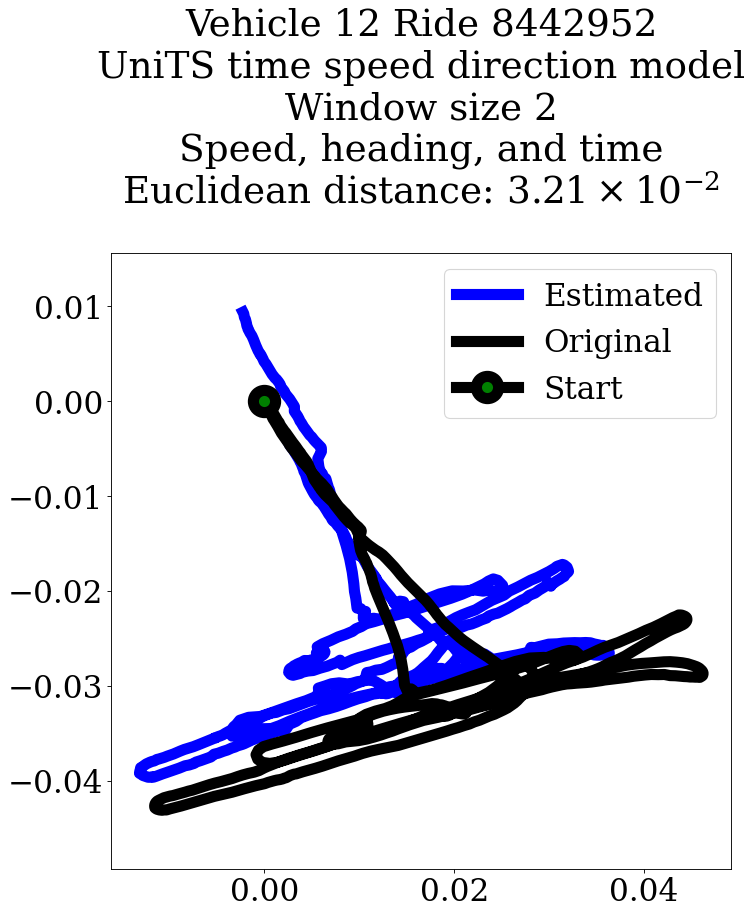 Vehicle 12 Ride 8442952
UniTS time speed direction model
Window size 2
Speed, heading, and time
Euclidean distance: 3.21 × 10⁻²
Estimated
Original
Start
0.01
0.00
−0.01
−0.02
−0.03
−0.04
0.00 0.02 0.04